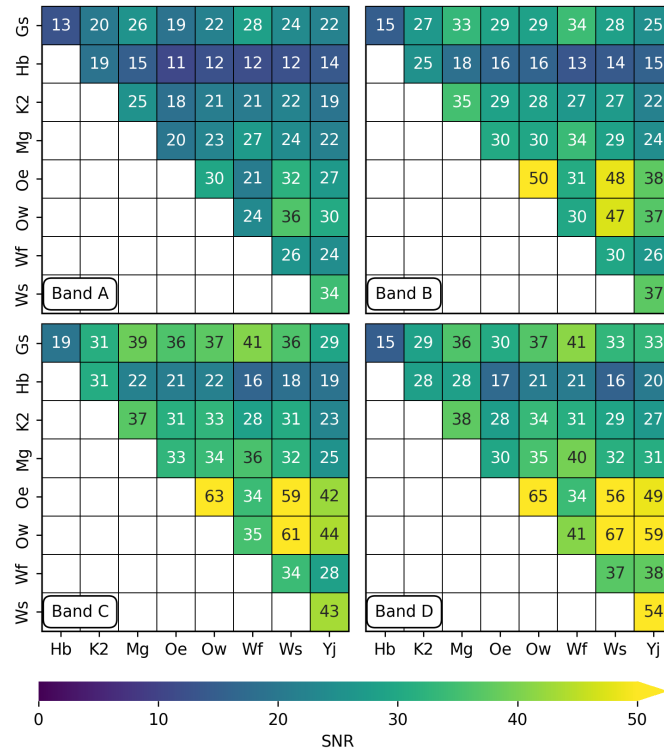 Gs 13 20 26 19 22 28 24 22
Hb 19 15 11 12 12 12 14
K2 25 18 21 21 22 19
Mg 20 23 27 24 22
Oe 30 21 32 27
Ow 24 36 30
Wf 26 24
Ws 34
Band A
15 27 33 29 29 34 28 25
25 18 16 16 13 14 15
35 29 28 27 27 22
30 30 34 29 24
50 31 48 38
30 47 37
30 26
37
Band B
Gs 19 31 39 36 37 41 36 29
Hb 31 22 21 22 16 18 19
K2 37 31 33 28 31 23
Mg 33 34 36 32 25
Oe 63 34 59 42
Ow 35 61 44
Wf 34 28
Ws 43
Band C
Hb K2 Mg Oe Ow Wf Ws Yj
15 29 36 30 37 41 33 33
28 28 17 21 21 16 20
38 28 34 31 29 27
30 35 40 32 31
65 34 56 49
41 67 59
37 38
54
Band D
Hb K2 Mg Oe Ow Wf Ws Yj
0 10 20 30 40 50
SNR